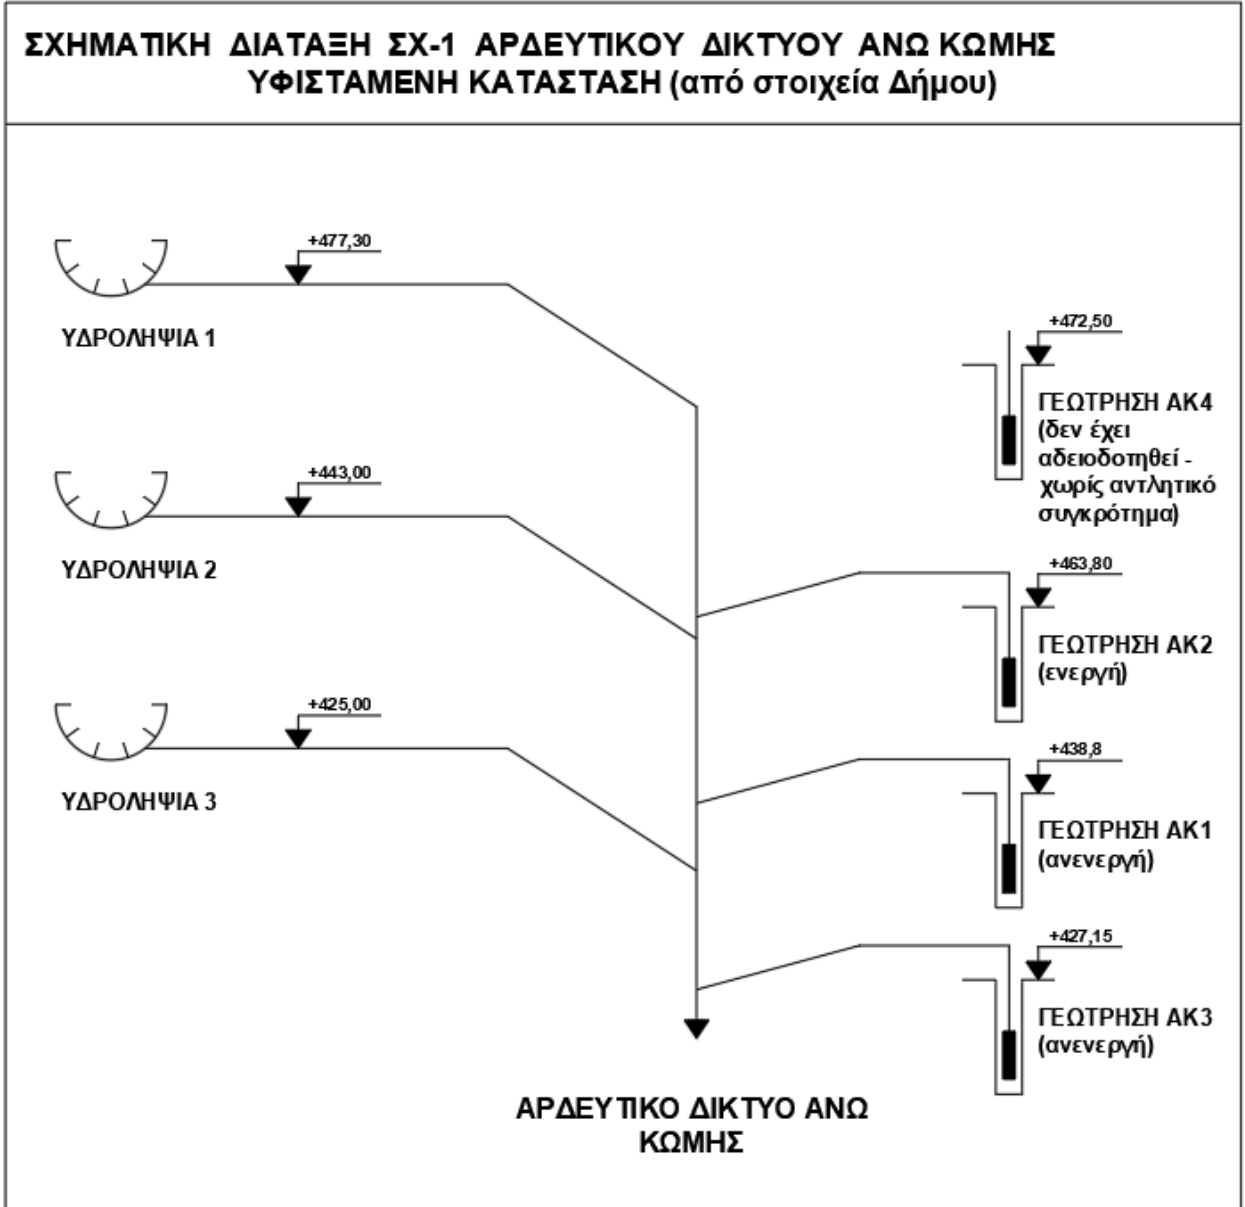 ΣΧΗΜΑΤΙΚΗ ΔΙΑΤΑΞΗ ΣΧ-1 ΑΡΔΕΥΤΙΚΟΥ ΔΙΚΤΥΟΥ ΑΝΩ ΚΩΜΗΣ
ΥΦΙΣΤΑΜΕΝΗ ΚΑΤΑΣΤΑΣΗ (από στοιχεία Δήμου)
+477,30
ΥΔΡΟΛΗΨΙΑ 1
+443,00
ΥΔΡΟΛΗΨΙΑ 2
+425,00
ΥΔΡΟΛΗΨΙΑ 3
+472,50
ΓΕΩΤΡΗΣΗ ΑΚ4
(δεν έχει
αδειοδοτηθεί -
χωρίς αντλητικό
συγκρότημα)
+463,80
ΓΕΩΤΡΗΣΗ ΑΚ2
(ενεργή)
+438,8
ΓΕΩΤΡΗΣΗ ΑΚ1
(ανενεργή)
+427,15
ΓΕΩΤΡΗΣΗ ΑΚ3
(ανενεργή)
ΑΡΔΕΥΤΙΚΟ ΔΙΚΤΥΟ ΑΝΩ
ΚΩΜΗΣ